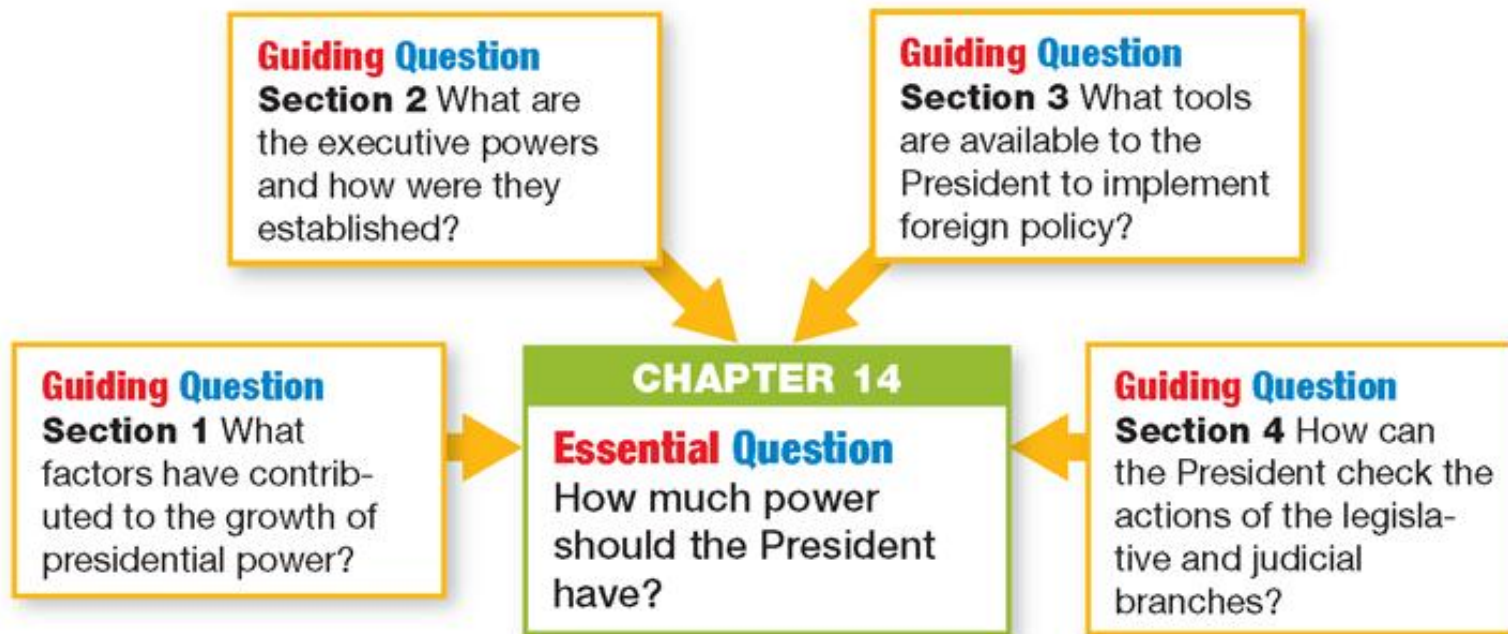 Guiding Question
Section 2 What are
the executive powers
and how were they
established?
Guiding Question
Section 3 What tools
are available to the
President to implement
foreign policy?
Guiding Question
Section 1 What
factors have contrib-
uted to the growth of
presidential power?
CHAPTER 14
Essential Question
How much power
should the President
have?
Guiding Question
Section 4 How can
the President check the
actions of the legisla-
tive and judicial
branches?